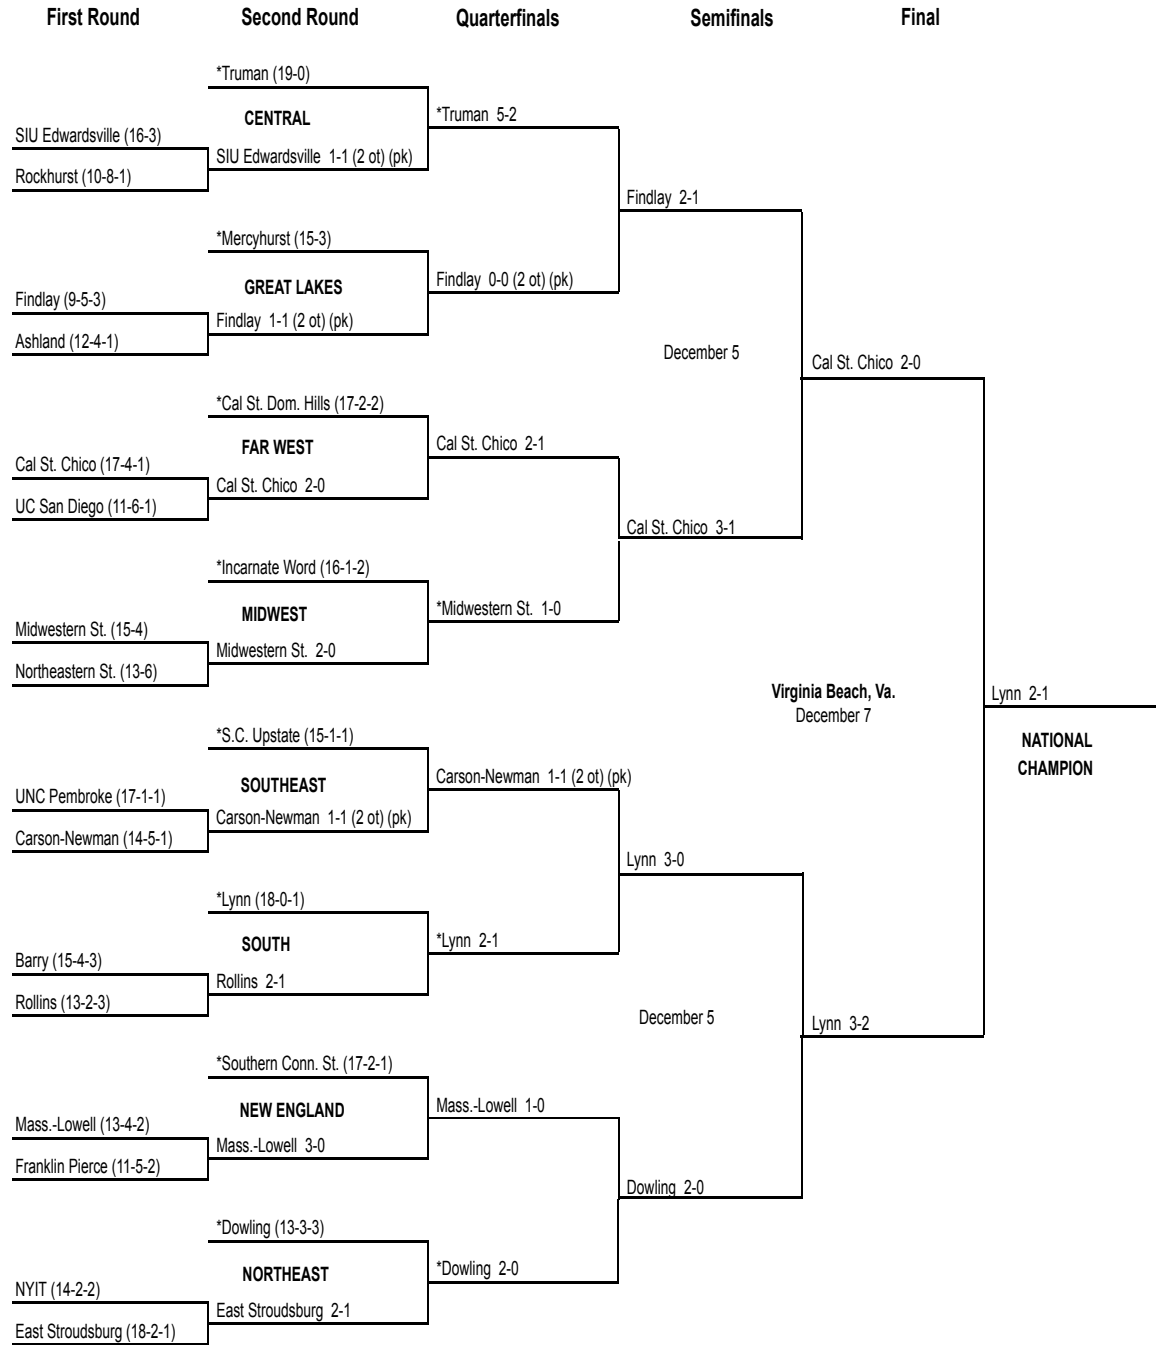 First Round
Second Round
Quarterfinals
Semifinals
Final
*Truman (19-0)
CENTRAL
*Truman 5-2
SIU Edwardsville (16-3)
SIU Edwardsville 1-1 (2 ot) (pk)
Rockhurst (10-8-1)
Findlay 2-1
*Mercyhurst (15-3)
GREAT LAKES
Findlay 0-0 (2 ot) (pk)
Findlay (9-5-3)
Findlay 1-1 (2 ot) (pk)
Ashland (12-4-1)
December 5
Cal St. Chico 2-0
*Cal St. Dom. Hills (17-2-2)
FAR WEST
Cal St. Chico 2-1
Cal St. Chico (17-4-1)
Cal St. Chico 2-0
UC San Diego (11-6-1)
Cal St. Chico 3-1
*Incarnate Word (16-1-2)
MIDWEST
*Midwestern St. 1-0
Midwestern St. (15-4)
Midwestern St. 2-0
Northeastern St. (13-6)
Virginia Beach, Va.
December 7
Lynn 2-1
NATIONAL
CHAMPION
*S.C. Upstate (15-1-1)
SOUTHEAST
Carson-Newman 1-1 (2 ot) (pk)
UNC Pembroke (17-1-1)
Carson-Newman 1-1 (2 ot) (pk)
Carson-Newman (14-5-1)
Lynn 3-0
*Lynn (18-0-1)
SOUTH
*Lynn 2-1
Barry (15-4-3)
Rollins 2-1
Rollins (13-2-3)
December 5
Lynn 3-2
*Southern Conn. St. (17-2-1)
NEW ENGLAND
Mass.-Lowell 1-0
Mass.-Lowell (13-4-2)
Mass.-Lowell 3-0
Franklin Pierce (11-5-2)
Dowling 2-0
*Dowling (13-3-3)
NORTHEAST
*Dowling 2-0
NYIT (14-2-2)
East Stroudsburg 2-1
East Stroudsburg (18-2-1)